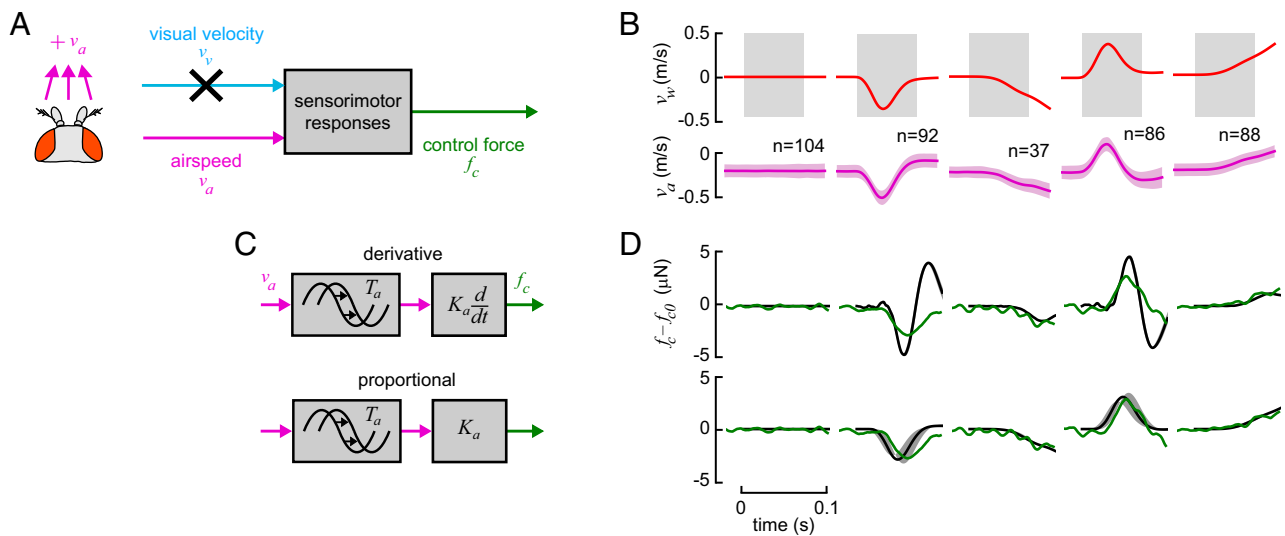 A
+ v_a
visual velocity
v_v
airspeed
v_a
sensorimotor
responses
control force
f_c
B
v_w (m/s)
0.5
0
-0.5
v_a (m/s)
0
-0.5
n=104
n=92
n=37
n=86
n=88
C
derivative
v_a
T_a
K_a d/dt
f_c
proportional
T_a
K_a
D
f_c − f_c0 (μN)
5
0
-5
5
0
-5
0
0.1
time (s)